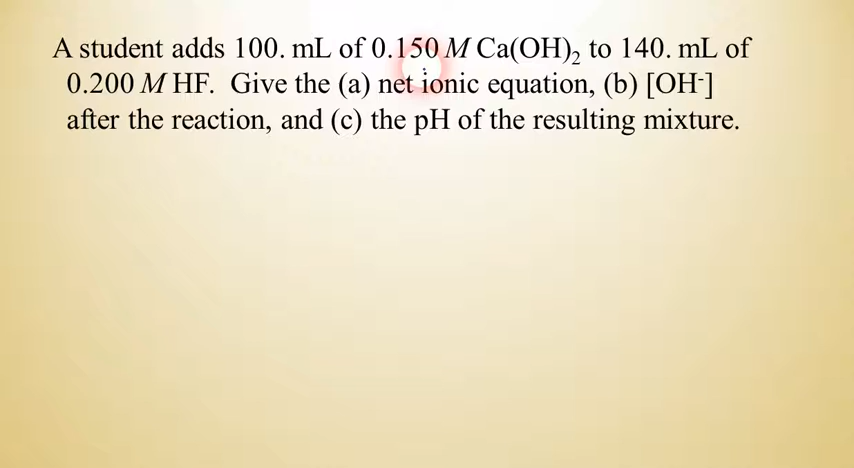 A student adds 100. mL of 0.150 M Ca(OH)₂ to 140. mL of
0.200 M HF. Give the (a) net ionic equation, (b) [OH⁻]
after the reaction, and (c) the pH of the resulting mixture.